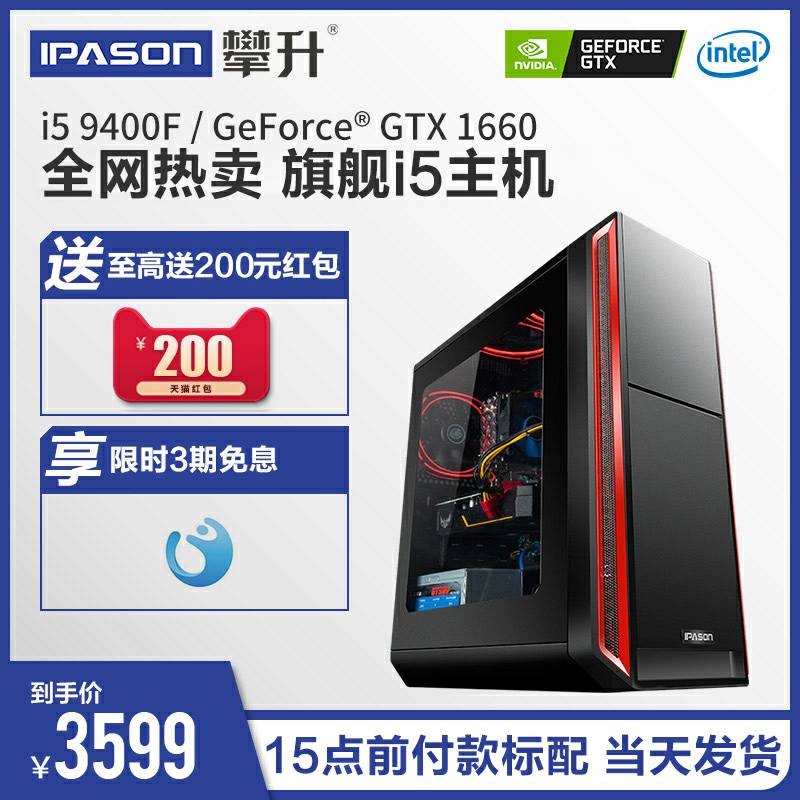 IPASON 攀升®
NVIDIA. GEFORCE® GTX
intel
i5 9400F / GeForce® GTX 1660
全网热卖 旗舰i5主机
送 至高送200元红包
¥200
天猫红包
享 限时3期免息
IPASON
到手价
¥3599
15点前付款标配 当天发货